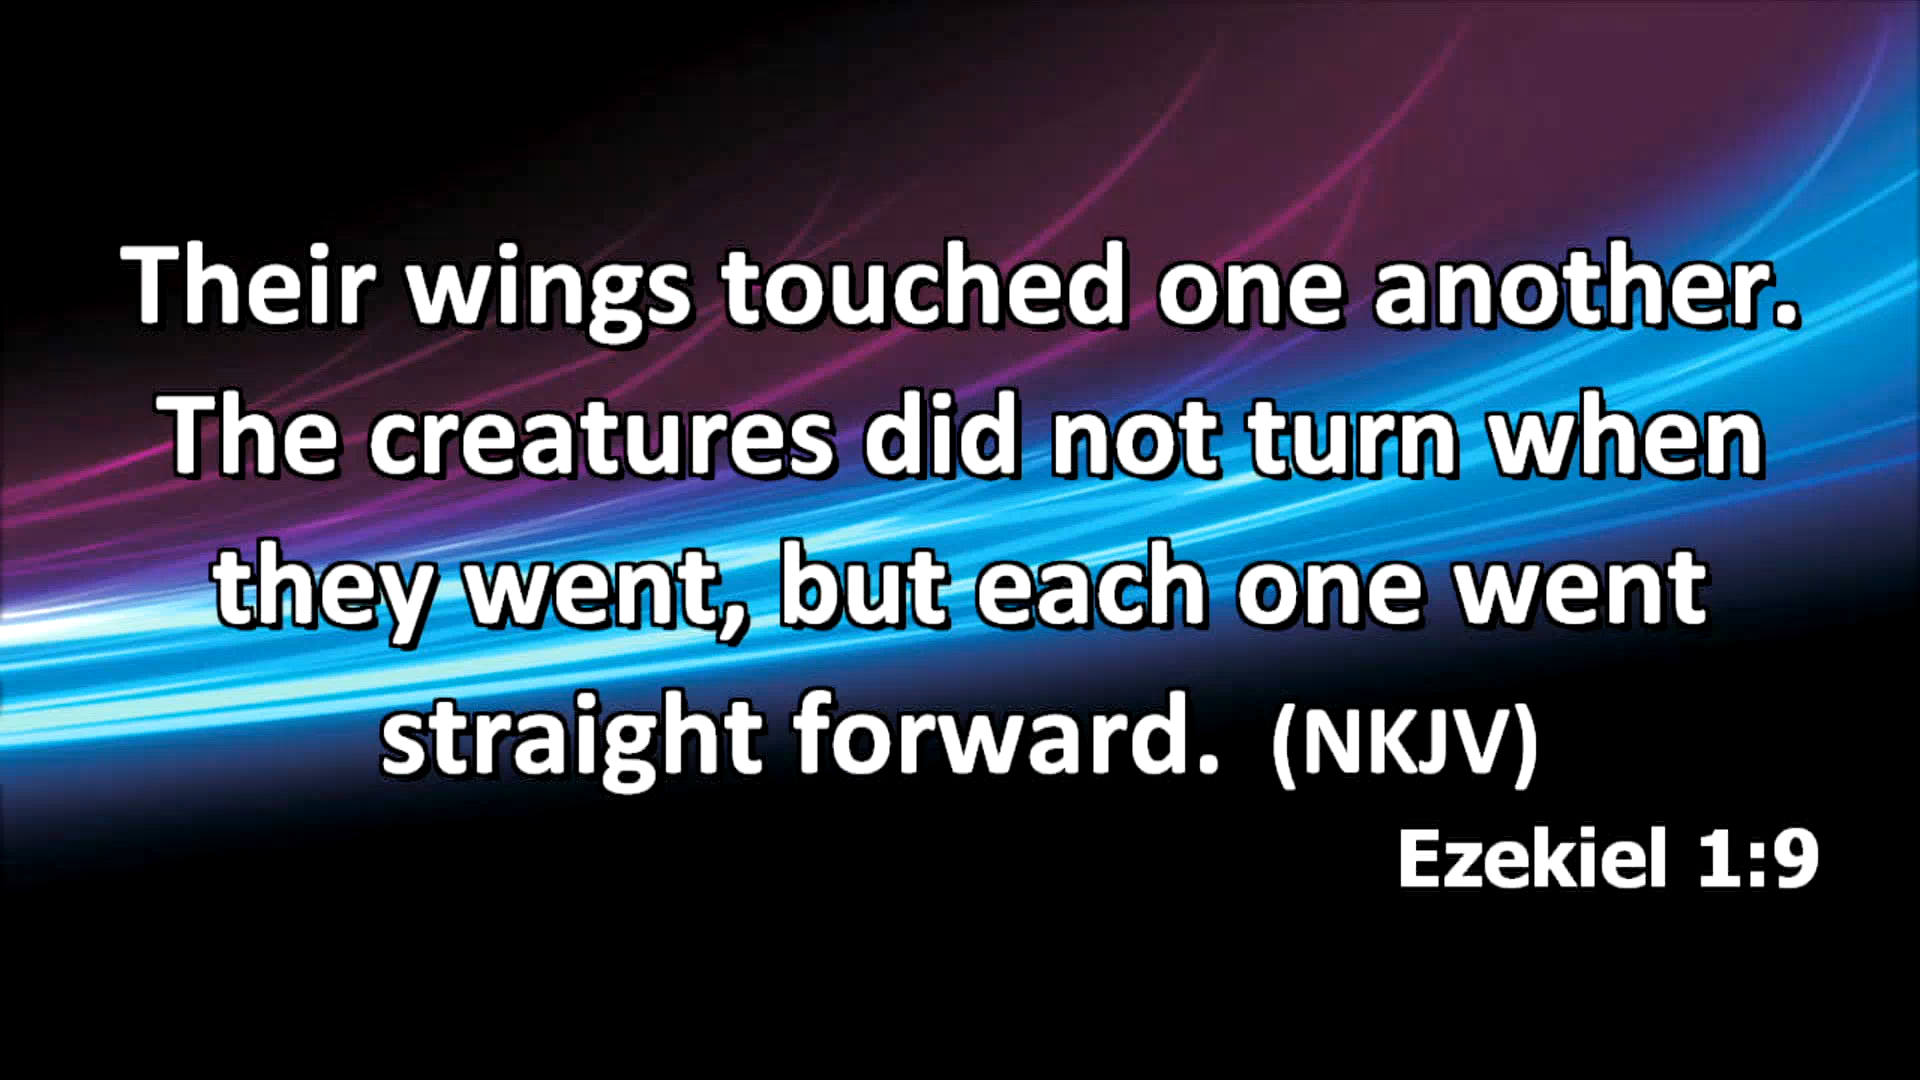 Their wings touched one another.
The creatures did not turn when
they went, but each one went
straight forward. (NKJV)
Ezekiel 1:9